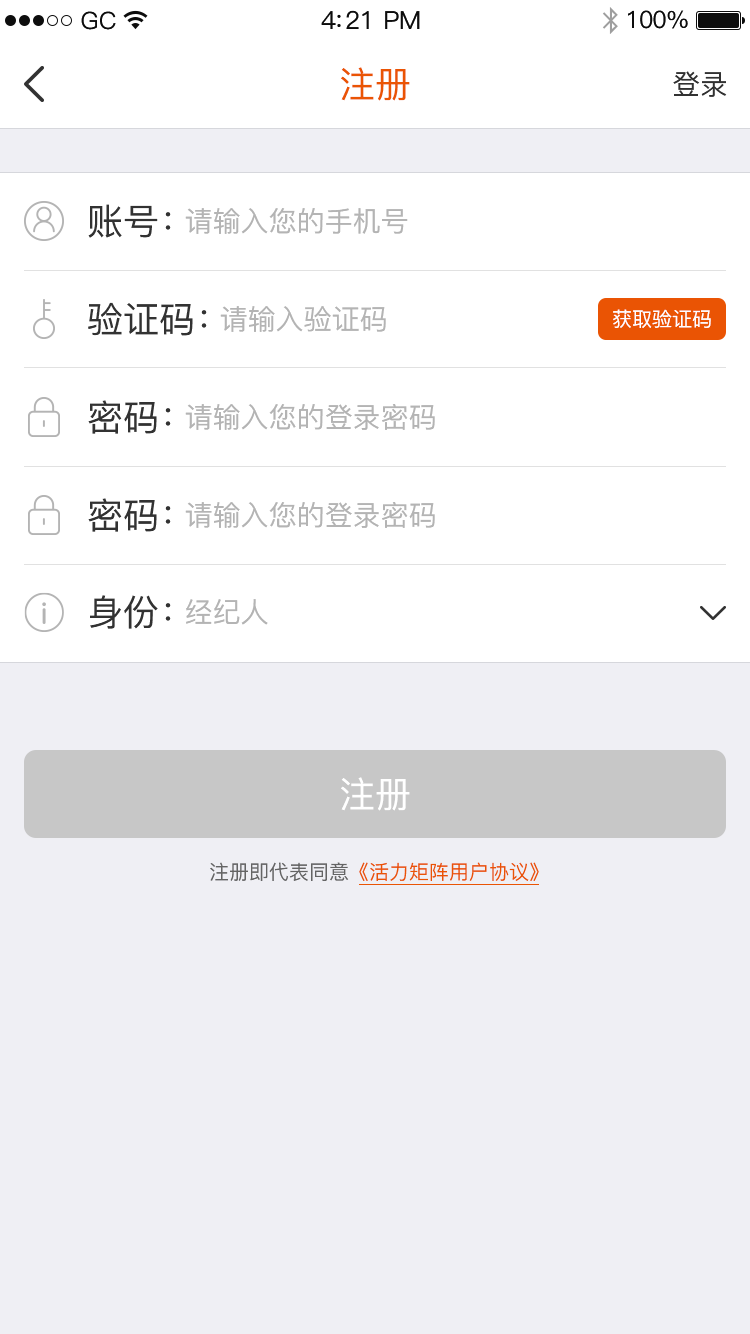 GC 4:21 PM 100%
注册 登录
账号：请输入您的手机号
验证码：请输入验证码 获取验证码
密码：请输入您的登录密码
密码：请输入您的登录密码
身份：经纪人
注册
注册即代表同意《活力矩阵用户协议》